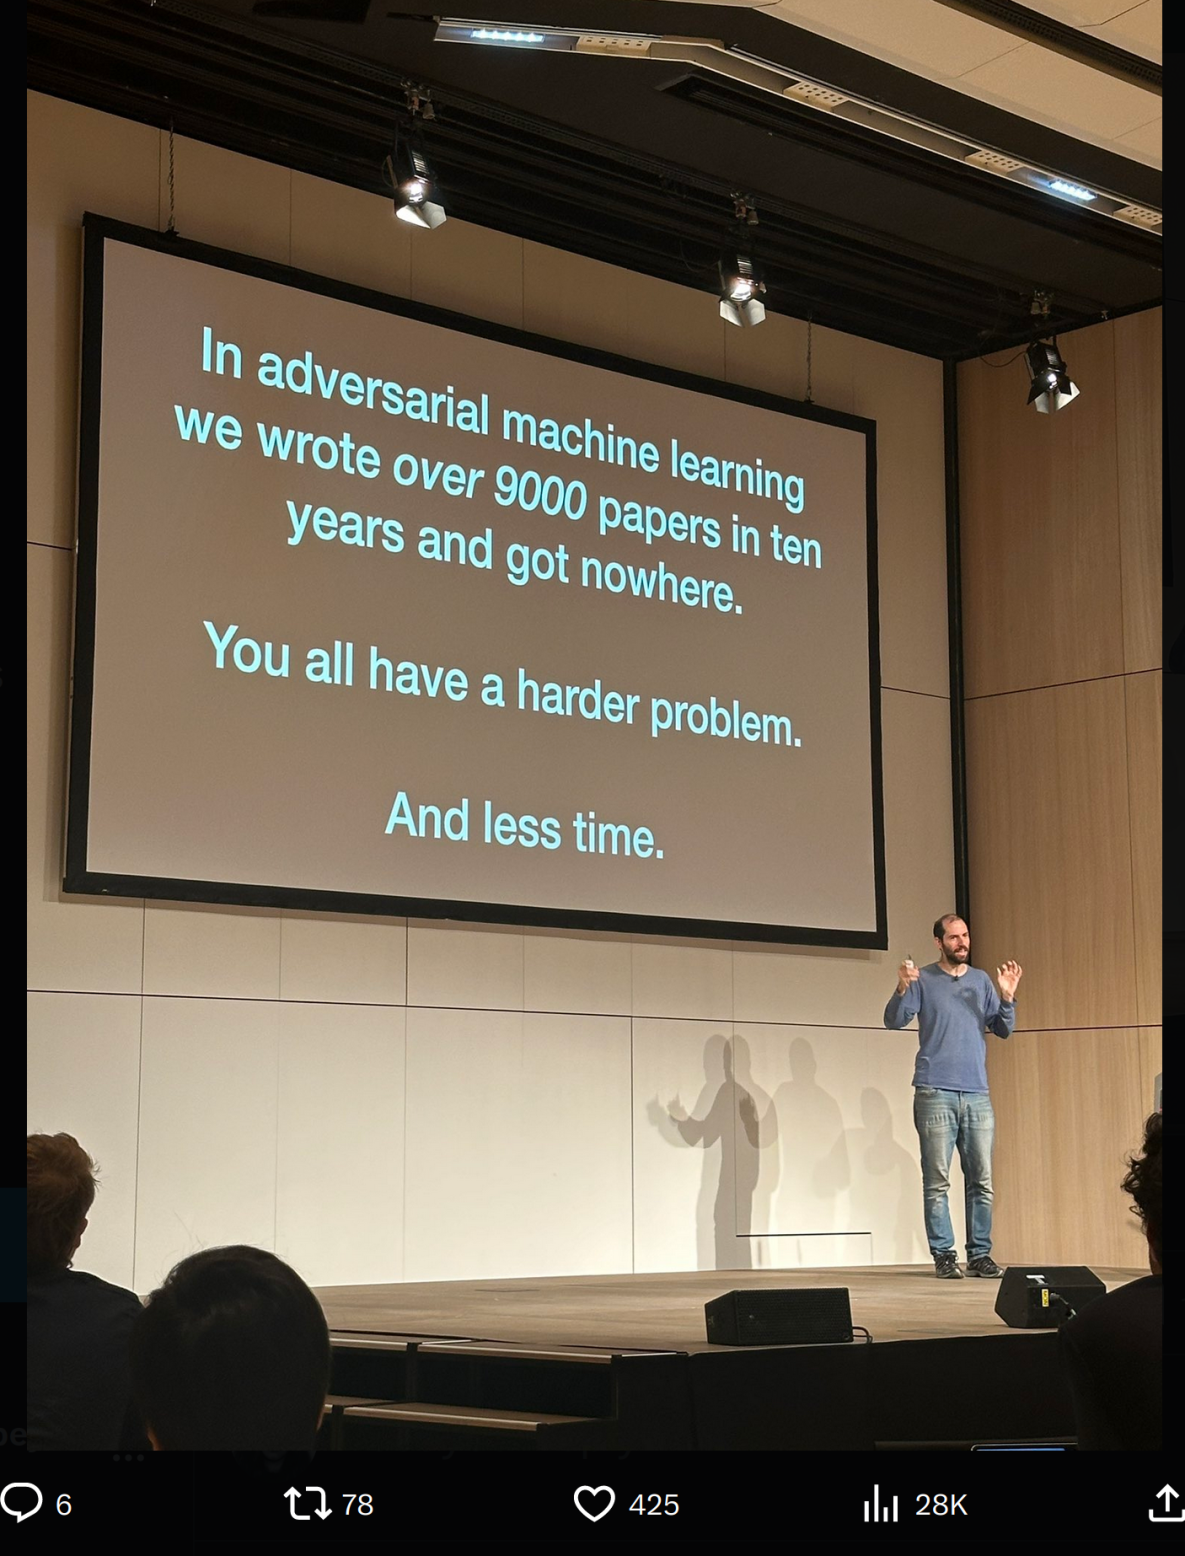 In adversarial machine learning
we wrote over 9000 papers in ten
years and got nowhere.
You all have a harder problem.
And less time.
6
78
425
28K